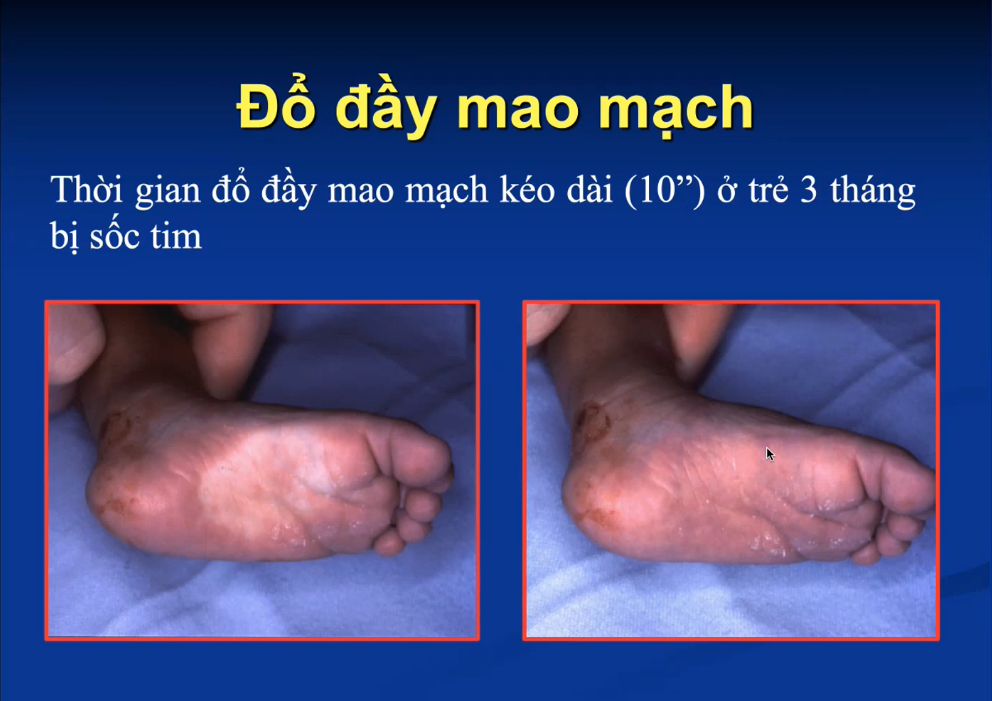 Đổ đầy mao mạch
Thời gian đổ đầy mao mạch kéo dài (10”) ở trẻ 3 tháng
bị sốc tim